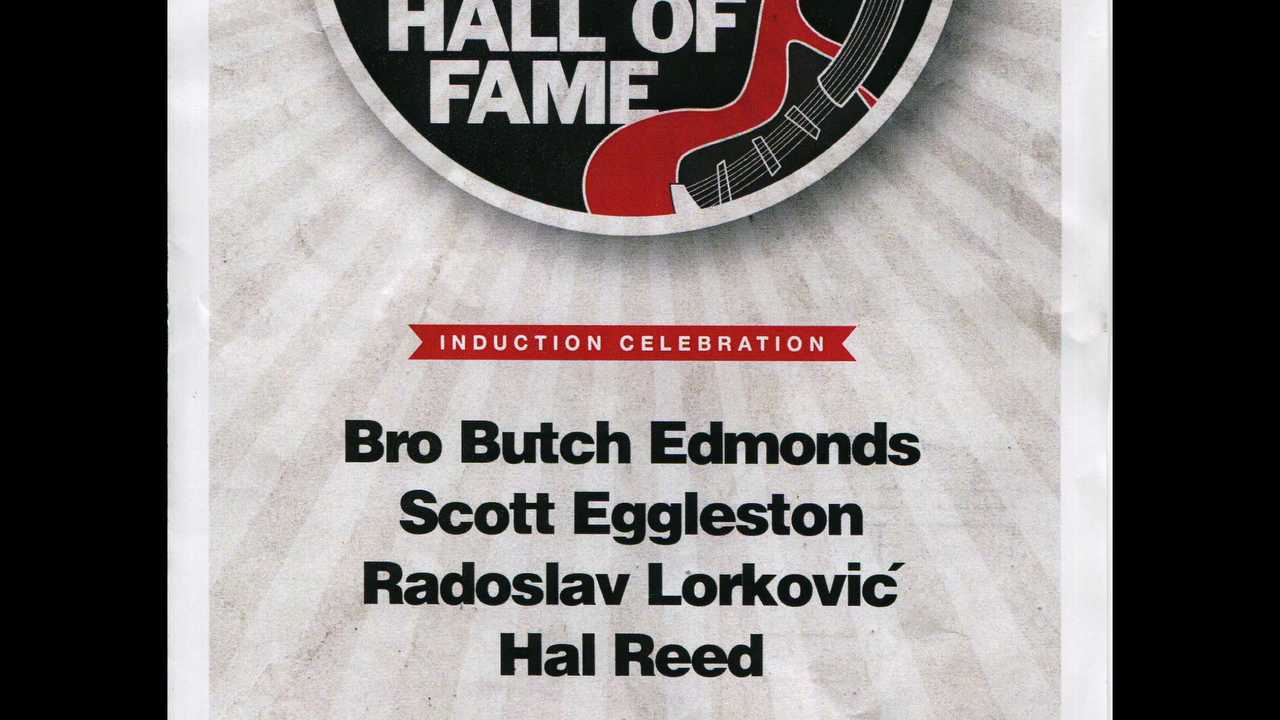 HALL OF
FAME
INDUCTION CELEBRATION
Bro Butch Edmonds
Scott Eggleston
Radoslav Lorković
Hal Reed